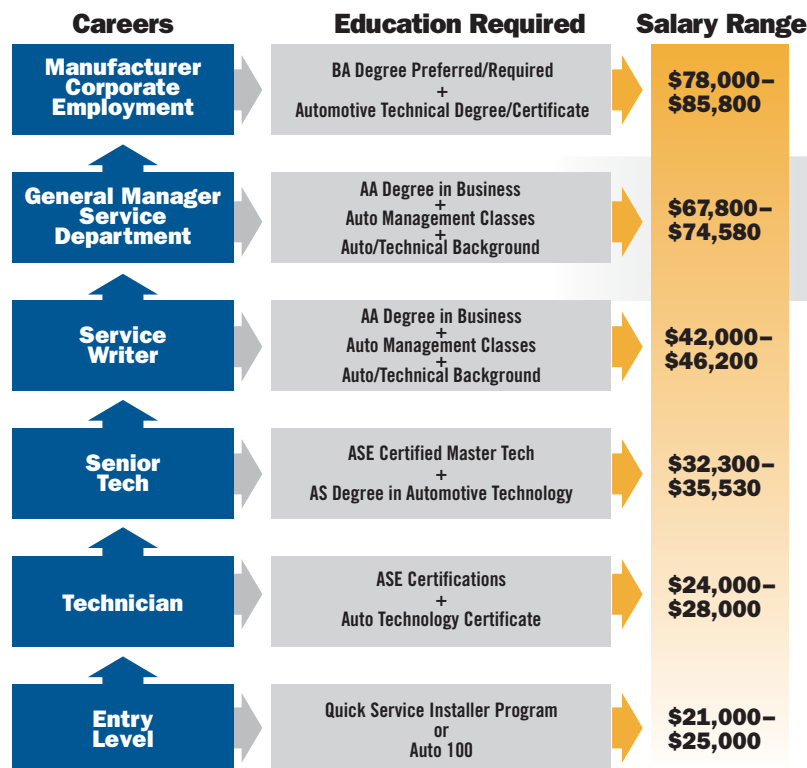 Careers Education Required Salary Range
Manufacturer
Corporate
Employment
BA Degree Preferred/Required
+
Automotive Technical Degree/Certificate
$78,000–
$85,800
General Manager
Service
Department
AA Degree in Business
+
Auto Management Classes
+
Auto/Technical Background
$67,800–
$74,580
Service
Writer
AA Degree in Business
+
Auto Management Classes
+
Auto/Technical Background
$42,000–
$46,200
Senior
Tech
ASE Certified Master Tech
+
AS Degree in Automotive Technology
$32,300–
$35,530
Technician
ASE Certifications
+
Auto Technology Certificate
$24,000–
$28,000
Entry
Level
Quick Service Installer Program
or
Auto 100
$21,000–
$25,000